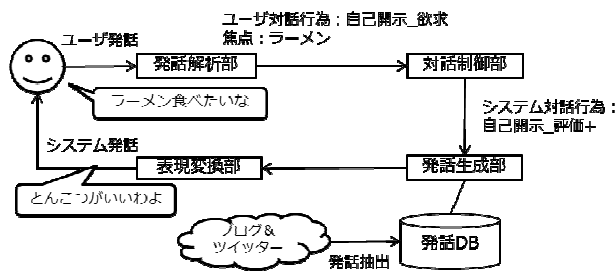 ユーザ発話
ユーザ対話行為：自己開示_欲求
焦点：ラーメン
発話解析部
対話制御部
ラーメン食べたいな
システム対話行為：
自己開示_評価+
システム発話
表現変換部
発話生成部
とんこつがいいわよ
ブログ&
ツイッター
発話抽出
発話DB